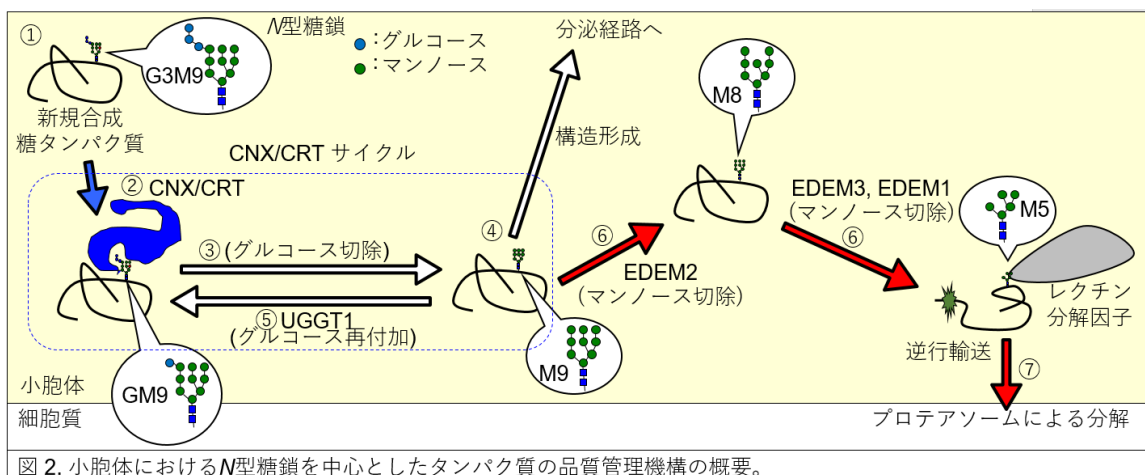 ①
N型糖鎖
：グルコース
：マンノース
G3M9
新規合成
糖タンパク質
分泌経路へ
構造形成
CNX/CRT サイクル
② CNX/CRT
③ (グルコース切除)
④
⑤ UGGT1
(グルコース再付加)
GM9
M9
⑥
EDEM2
(マンノース切除)
M8
EDEM3, EDEM1
(マンノース切除)
⑥
M5
レクチン
分解因子
逆行輸送
⑦
小胞体
細胞質
プロテアソームによる分解
図 2. 小胞体におけるN型糖鎖を中心としたタンパク質の品質管理機構の概要。